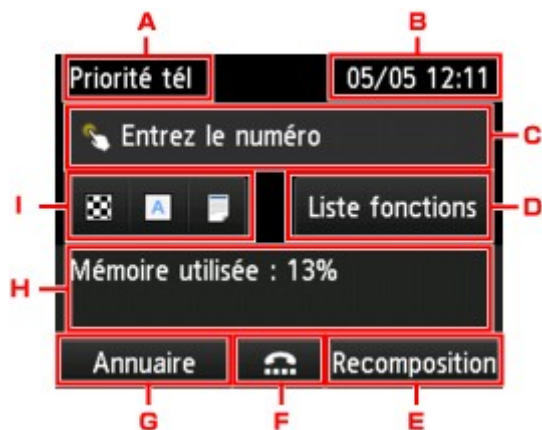 A B
Priorité tél 05/05 12:11
Entrez le numéro C
I A Liste fonctions D
H Mémoire utilisée : 13%
Annuaire Recomposition
G F E